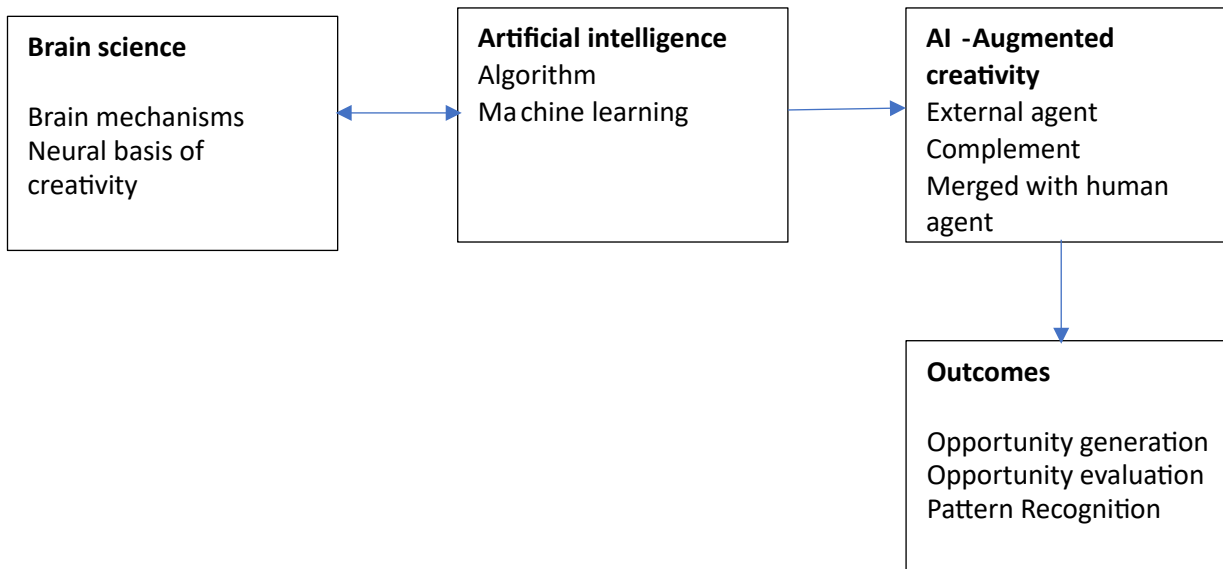 Brain science
Brain mechanisms
Neural basis of
creativity
Artificial intelligence
Algorithm
Machine learning
AI -Augmented
creativity
External agent
Complement
Merged with human
agent
Outcomes
Opportunity generation
Opportunity evaluation
Pattern Recognition